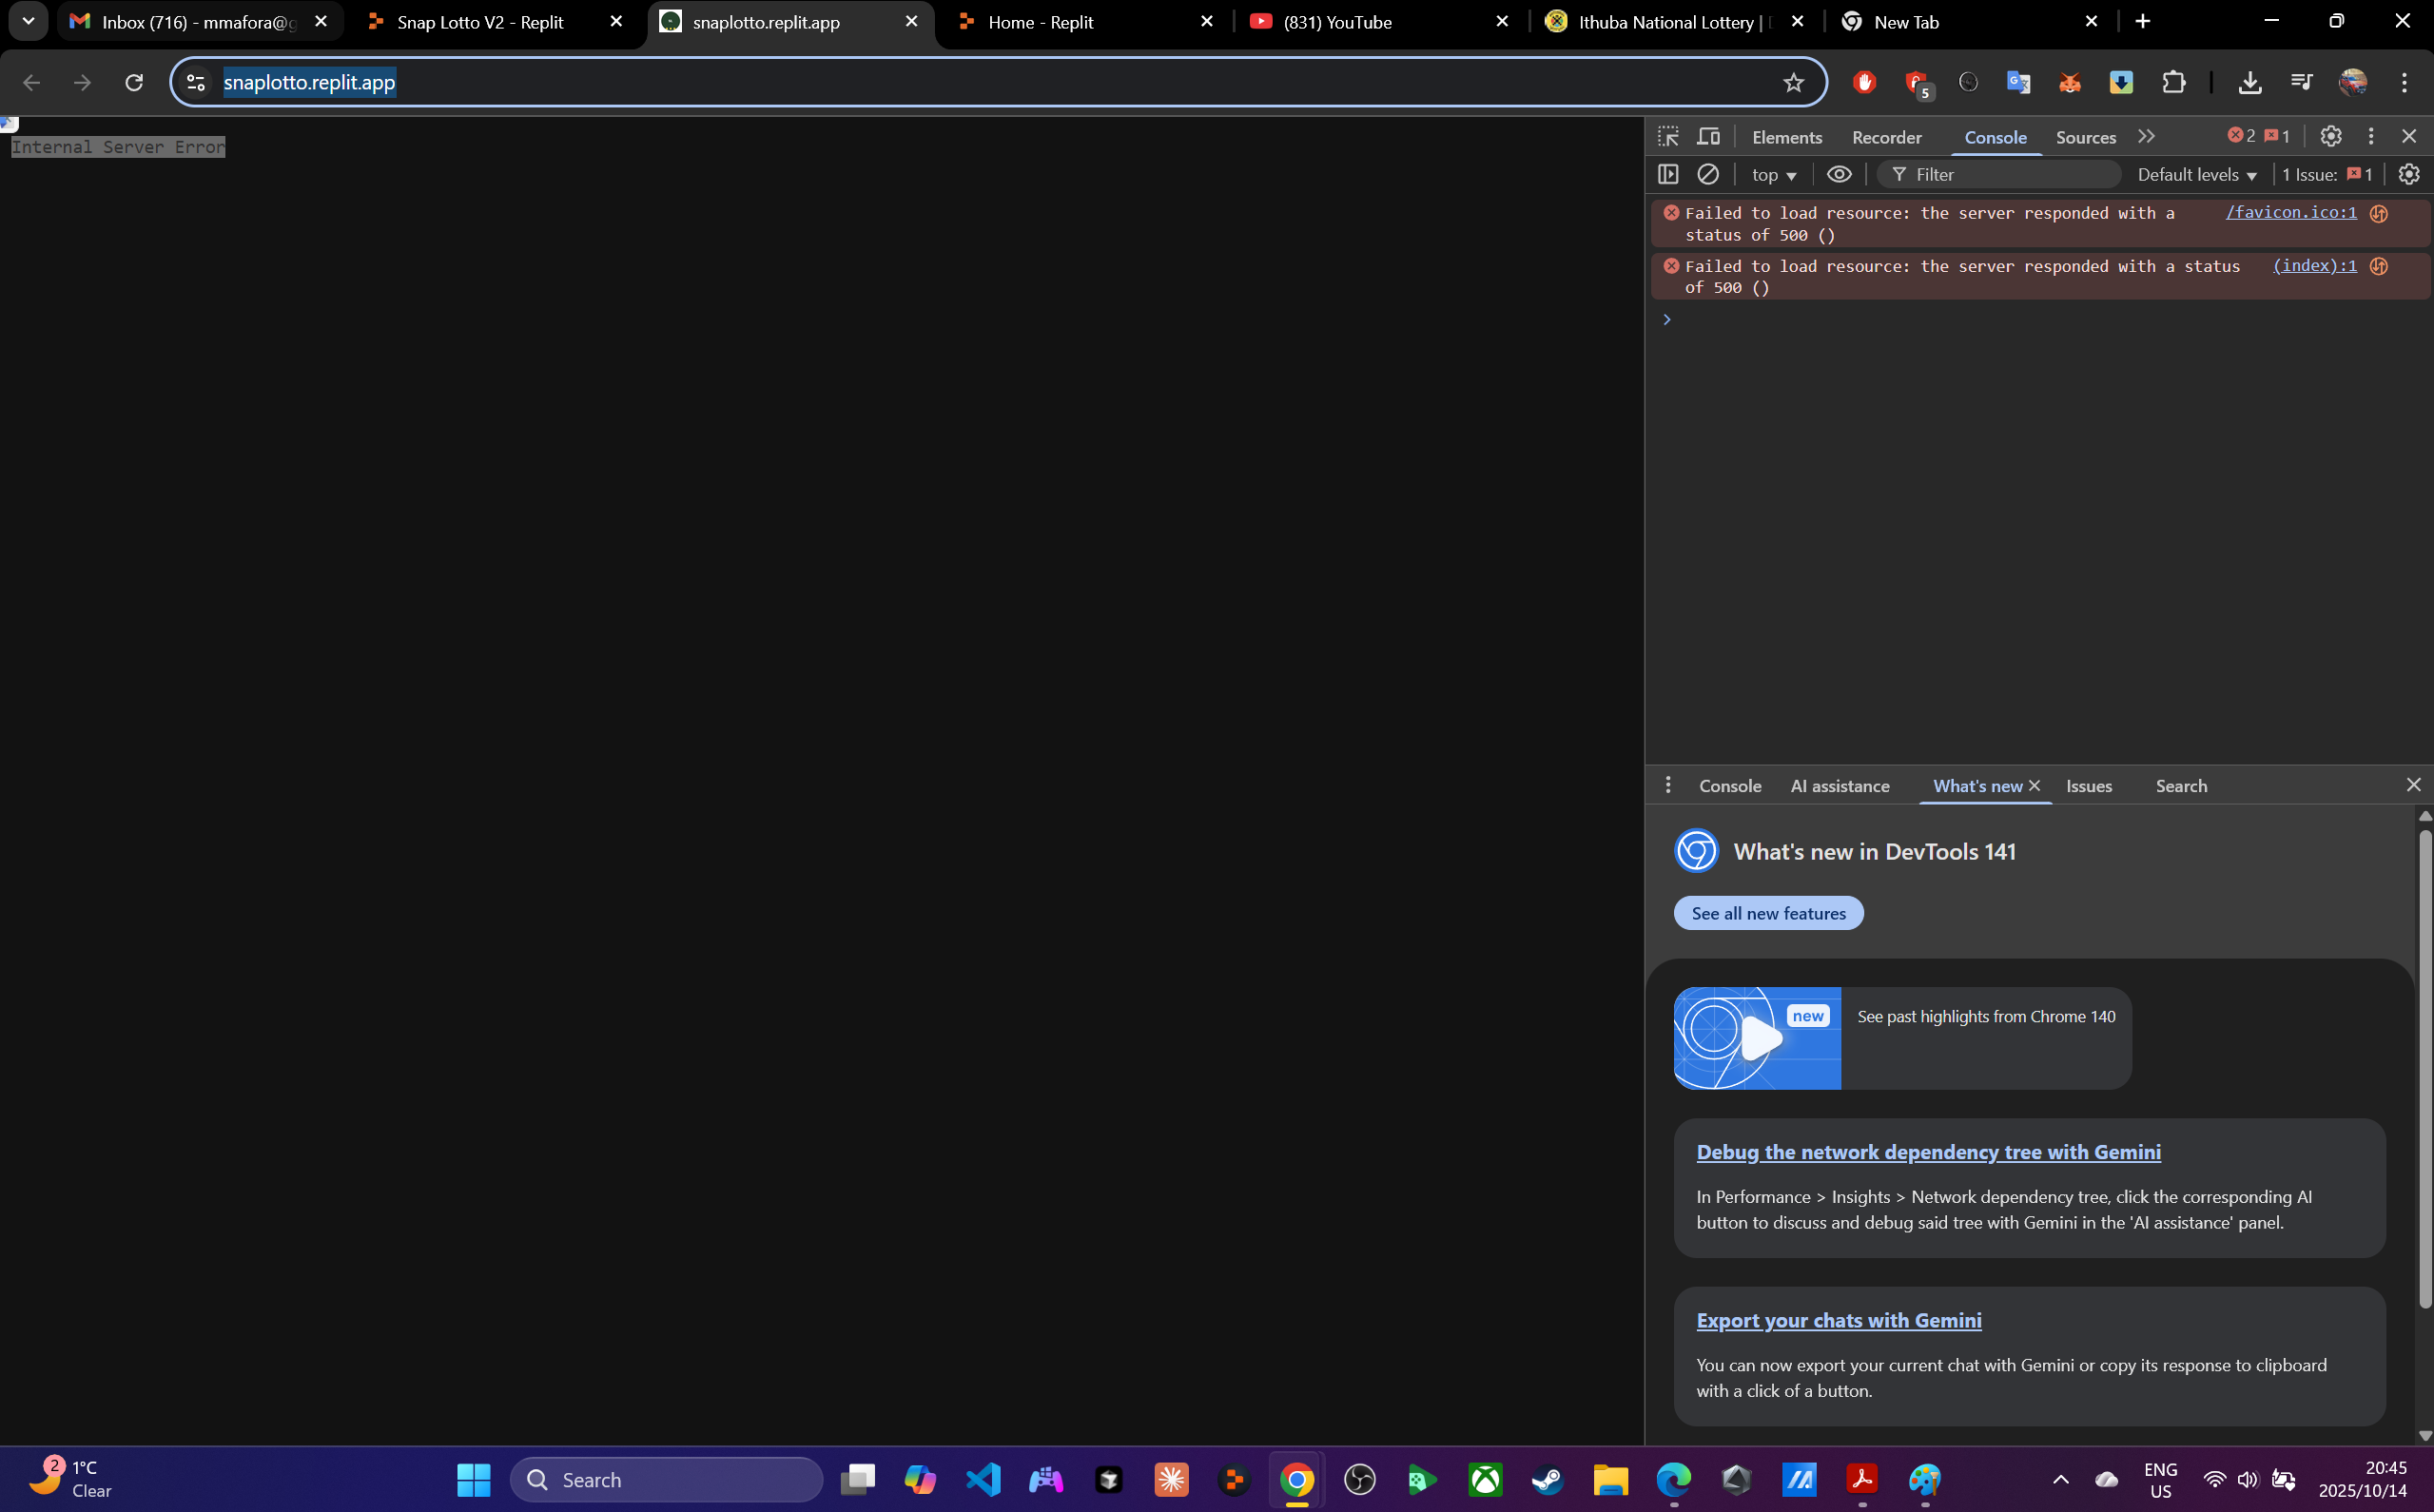 Inbox (716) - mmafora@g
Snap Lotto V2 - Replit
snaplotto.replit.app
Home - Replit
(831) YouTube
Ithuba National Lottery |
New Tab
snaplotto.replit.app
5
Internal Server Error
Elements
Recorder
Console
Sources
2
1
top
Filter
Default levels
1 Issue:
1
Failed to load resource: the server responded with a
/favicon.ico:1
status of 500 ()
Failed to load resource: the server responded with a status
(index):1
of 500 ()
Console
AI assistance
What's new
Issues
Search
What's new in DevTools 141
See all new features
new
See past highlights from Chrome 140
Debug the network dependency tree with Gemini
In Performance > Insights > Network dependency tree, click the corresponding AI
button to discuss and debug said tree with Gemini in the 'AI assistance' panel.
Export your chats with Gemini
You can now export your current chat with Gemini or copy its response to clipboard
with a click of a button.
2
1°C
Clear
Search
ENG
US
20:45
2025/10/14